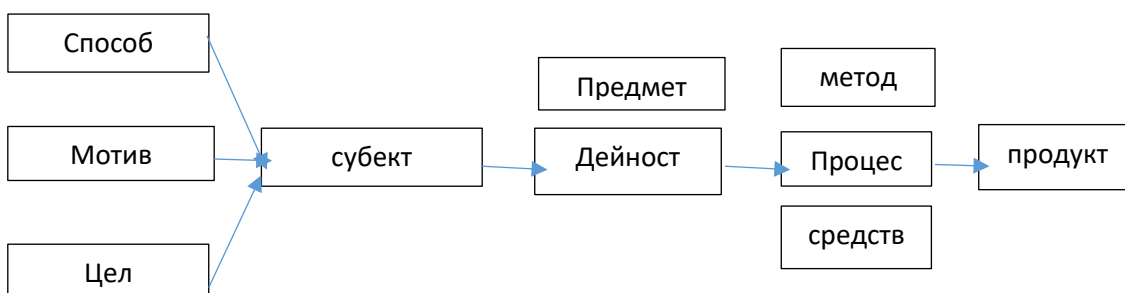 Способ
Мотив
Цел
субект
Предмет
Дейност
метод
Процес
средств
продукт